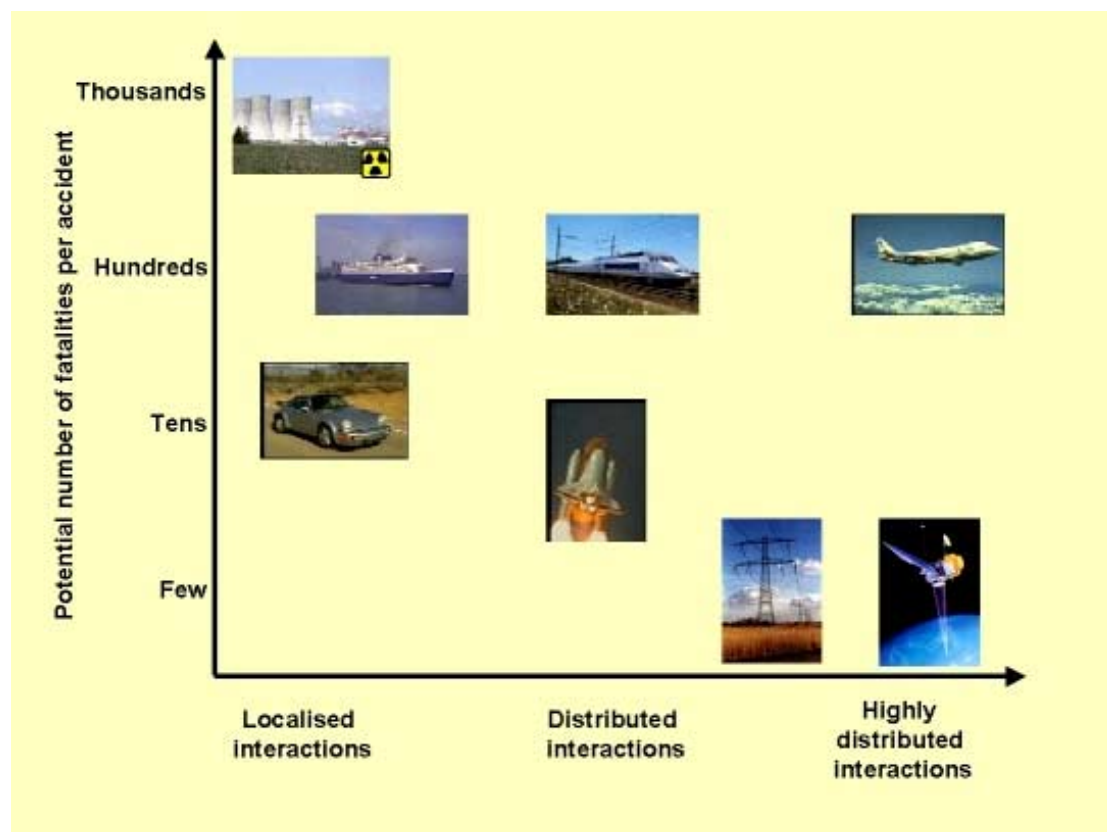 Potential number of fatalities per accident
Thousands
Hundreds
Tens
Few
Localised
interactions
Distributed
interactions
Highly
distributed
interactions